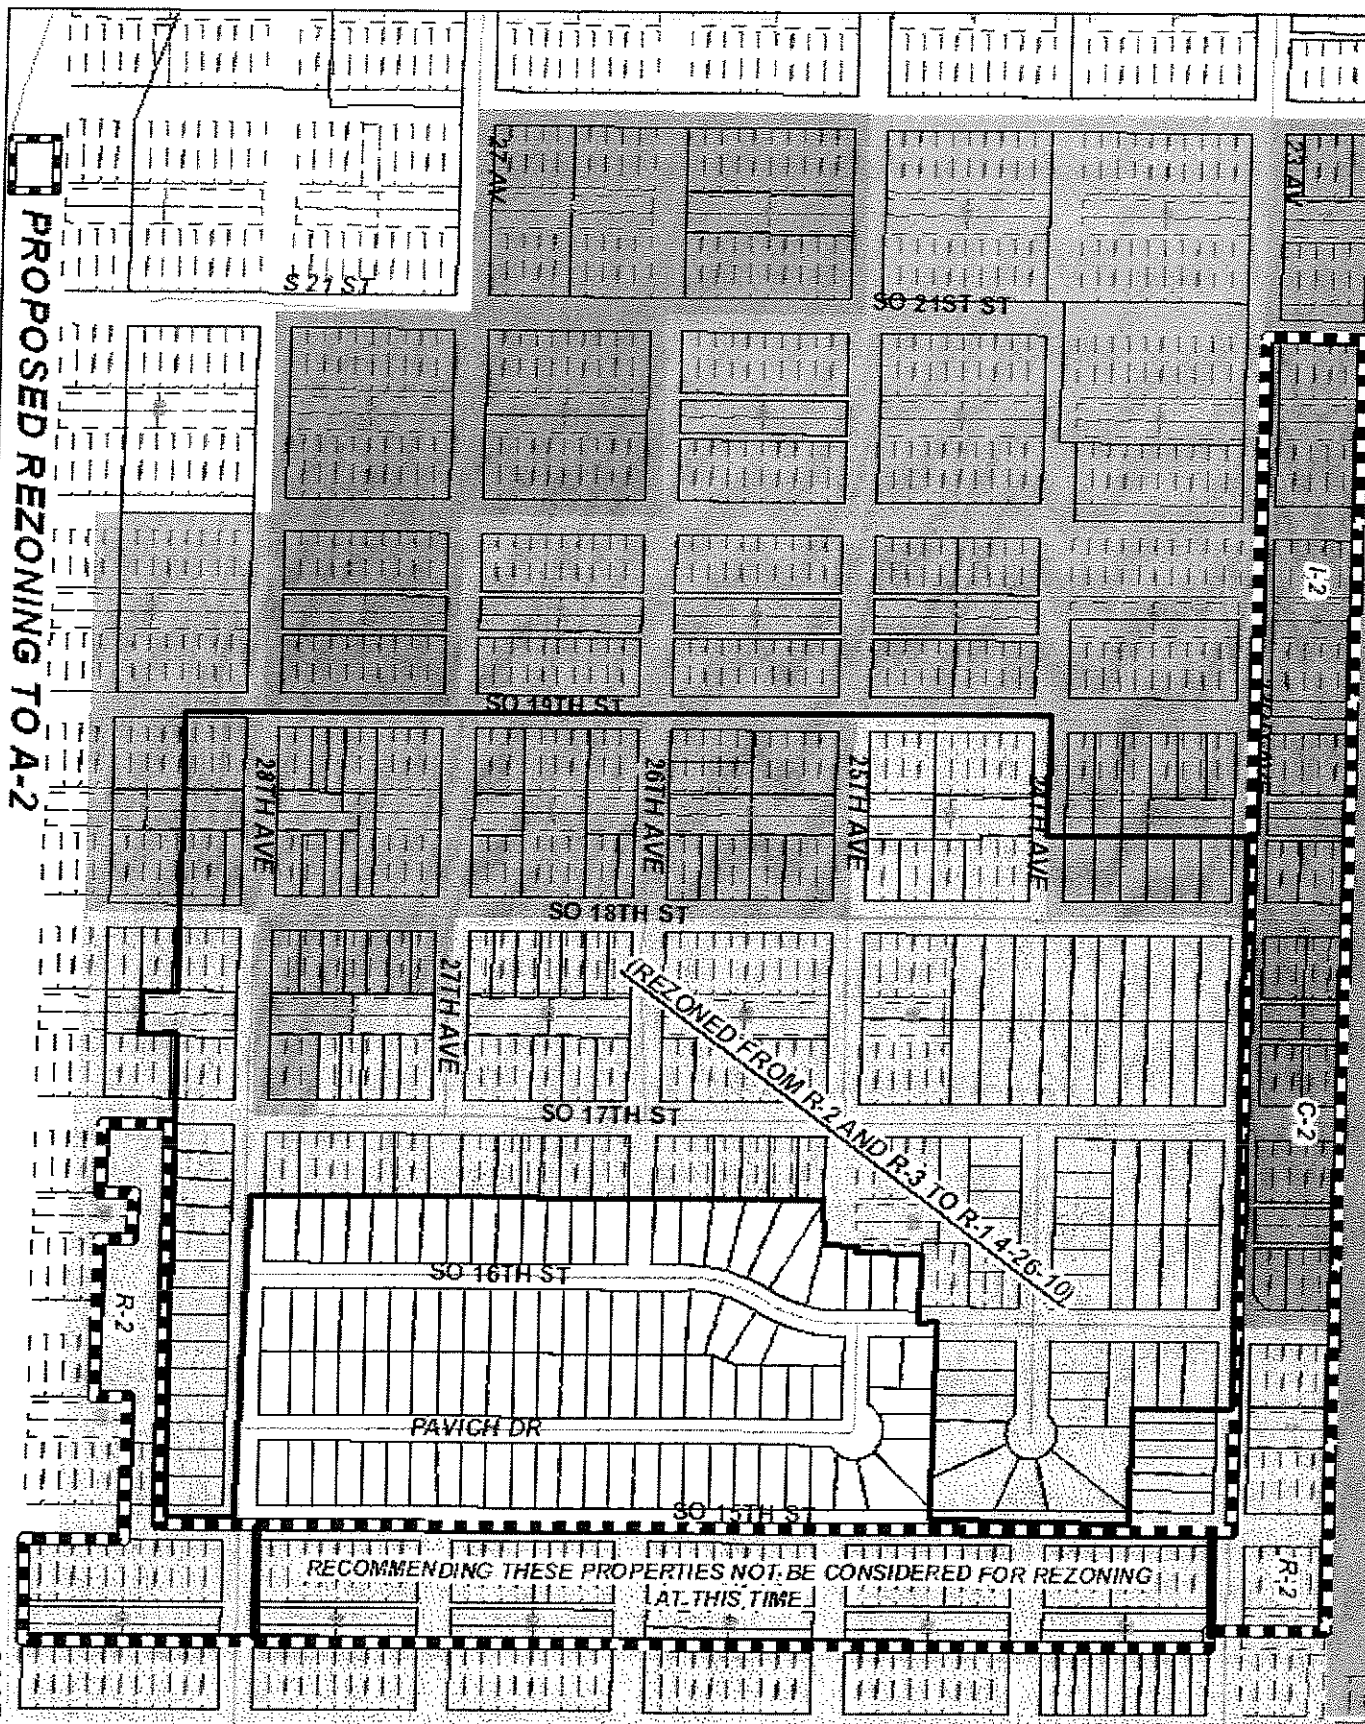 27 AV
23 AV
S 21 ST
SO 21ST ST
PROPOSED REZONING TO A-2
I-2
SO 19TH ST
28TH AVE
26TH AVE
25TH AVE
24TH AVE
SO 18TH ST
27TH AVE
(REZONED FROM R-2 AND R-3 TO R-1 4-26-10)
SO 17TH ST
C-2
R-2
SO 16TH ST
PAVICH DR
SO 15TH ST
RECOMMENDING THESE PROPERTIES NOT BE CONSIDERED FOR REZONING
AT THIS TIME
R-2